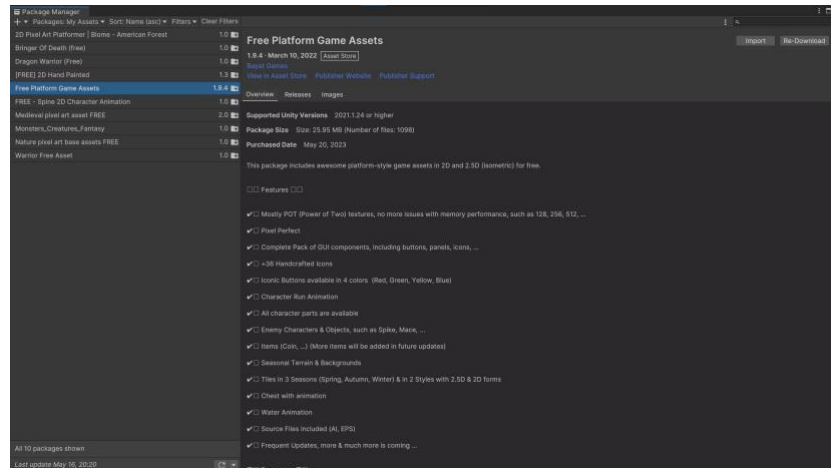 Package Manager
+ Packages: My Assets Sort: Name (asc) Filters Clear Filters
2D Pixel Art Platformer | Biome - American Forest 1.0
Bringer Of Death (free) 1.0
Dragon Warrior (Free) 1.0
[FREE] 2D Hand Painted 1.3
Free Platform Game Assets 1.9.4
FREE - Spine 2D Character Animation 1.0
Medieval pixel art asset FREE 2.0
Monsters_Creatures_Fantasy 1.0
Nature pixel art base assets FREE 1.0
Warrior Free Asset 1.0
All 10 packages shown
Last update May 16, 20:20
Free Platform Game Assets
Import Re-Download
1.9.4 · March 10, 2022 Asset Store
Bayat Games
View in Asset Store Publisher Website Publisher Support
Overview Releases Images
Supported Unity Versions 2021.1.24 or higher
Package Size Size: 25.95 MB (Number of files: 1098)
Purchased Date May 20, 2023
This package includes awesome platform-style game assets in 2D and 2.5D (isometric) for free.
□□ Features □□
✔□ Mostly POT (Power of Two) textures, no more issues with memory performance, such as 128, 256, 512, ...
✔□ Pixel Perfect
✔□ Complete Pack of GUI components, including buttons, panels, icons, ...
✔□ +36 Handcrafted Icons
✔□ Iconic Buttons available in 4 colors (Red, Green, Yellow, Blue)
✔□ Character Run Animation
✔□ All character parts are available
✔□ Enemy Characters & Objects, such as Spike, Mace, ...
✔□ Items (Coin, ...) (More items will be added in future updates)
✔□ Seasonal Terrain & Backgrounds
✔□ Tiles in 3 Seasons (Spring, Autumn, Winter) & in 2 Styles with 2.5D & 2D forms
✔□ Chest with animation
✔□ Water Animation
✔□ Source Files Included (AI, EPS)
✔□ Frequent Updates, more & much more is coming ...